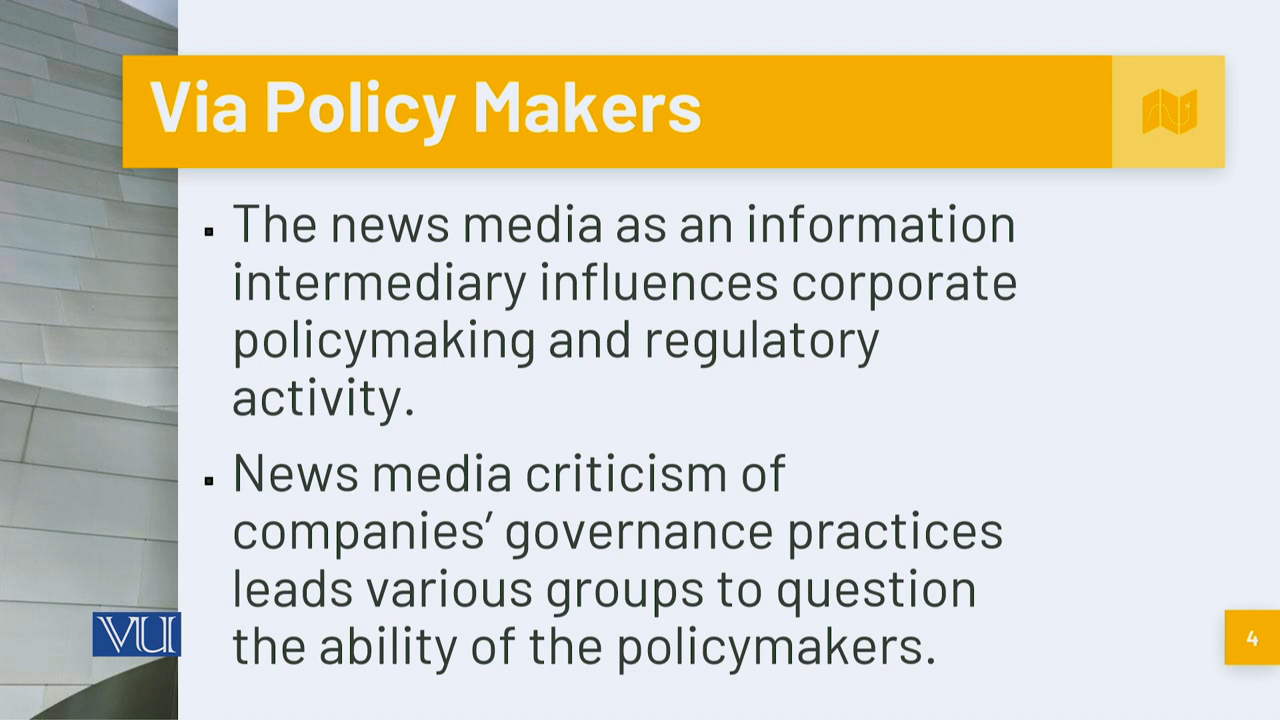 Via Policy Makers
The news media as an information
intermediary influences corporate
policymaking and regulatory
activity.
News media criticism of
companies’ governance practices
leads various groups to question
the ability of the policymakers.
VU
4